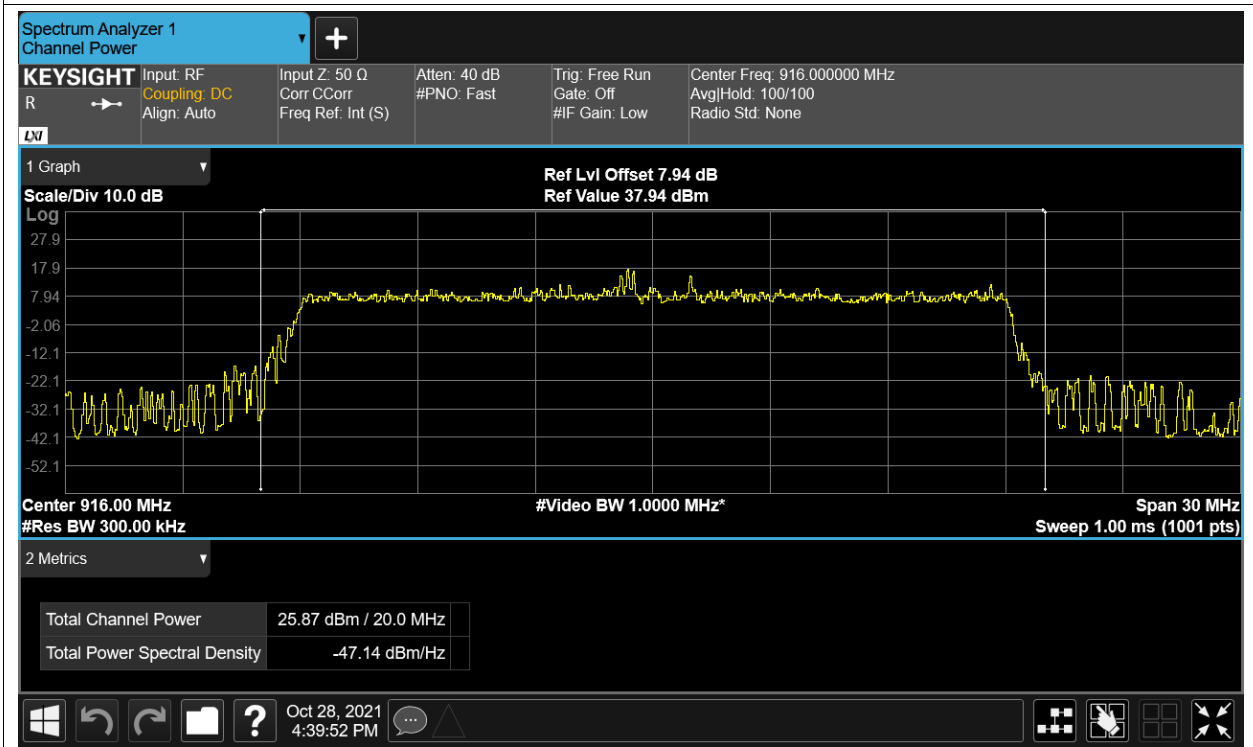 Spectrum Analyzer 1
Channel Power
▼
+
KEYSIGHT
R
LXI
Input: RF
Coupling: DC
Align: Auto
Input Z: 50 Ω
Corr CCorr
Freq Ref: Int (S)
Atten: 40 dB
#PNO: Fast
Trig: Free Run
Gate: Off
#IF Gain: Low
Center Freq: 916.000000 MHz
Avg|Hold: 100/100
Radio Std: None
1 Graph ▼
Scale/Div 10.0 dB
Ref Lvl Offset 7.94 dB
Ref Value 37.94 dBm
Log
27.9
17.9
7.94
-2.06
-12.1
-22.1
-32.1
-42.1
-52.1
Center 916.00 MHz
#Res BW 300.00 kHz
#Video BW 1.0000 MHz*
Span 30 MHz
Sweep 1.00 ms (1001 pts)
2 Metrics ▼
Total Channel Power 25.87 dBm / 20.0 MHz
Total Power Spectral Density -47.14 dBm/Hz
?
Oct 28, 2021
4:39:52 PM